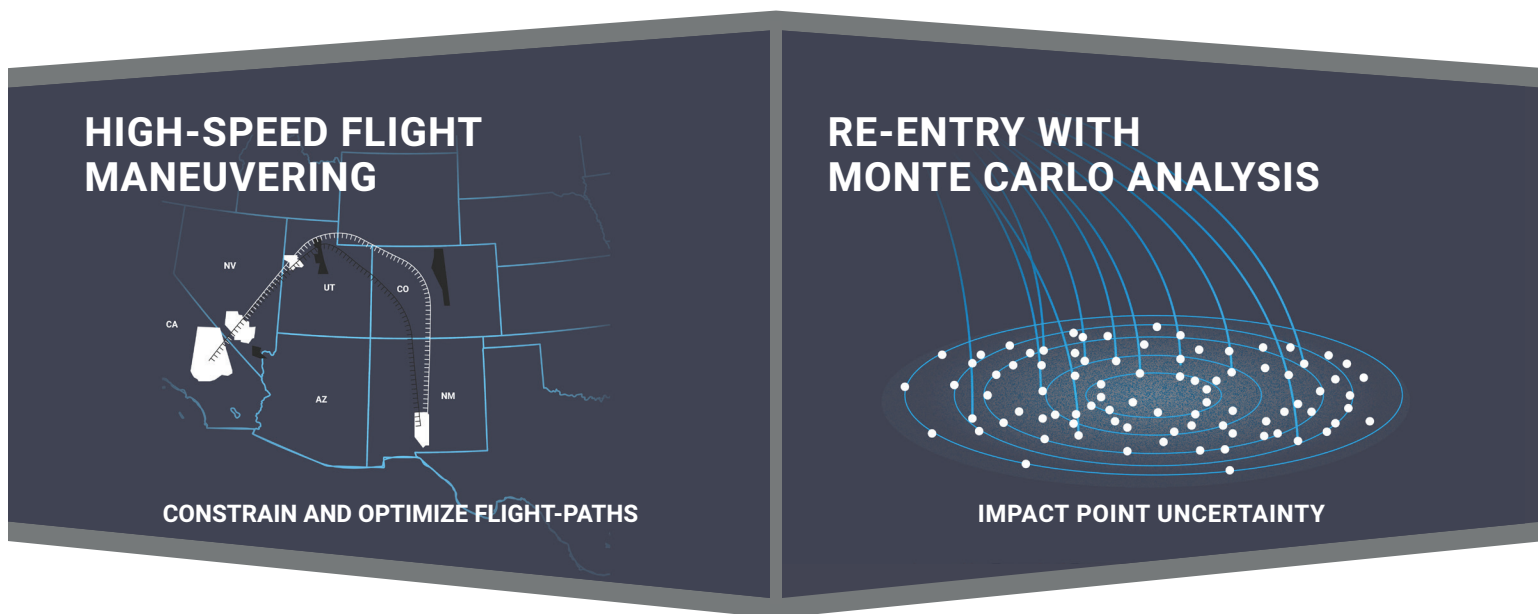 HIGH-SPEED FLIGHT
MANEUVERING
NV
UT
CO
CA
AZ
NM
CONSTRAIN AND OPTIMIZE FLIGHT-PATHS
RE-ENTRY WITH
MONTE CARLO ANALYSIS
IMPACT POINT UNCERTAINTY